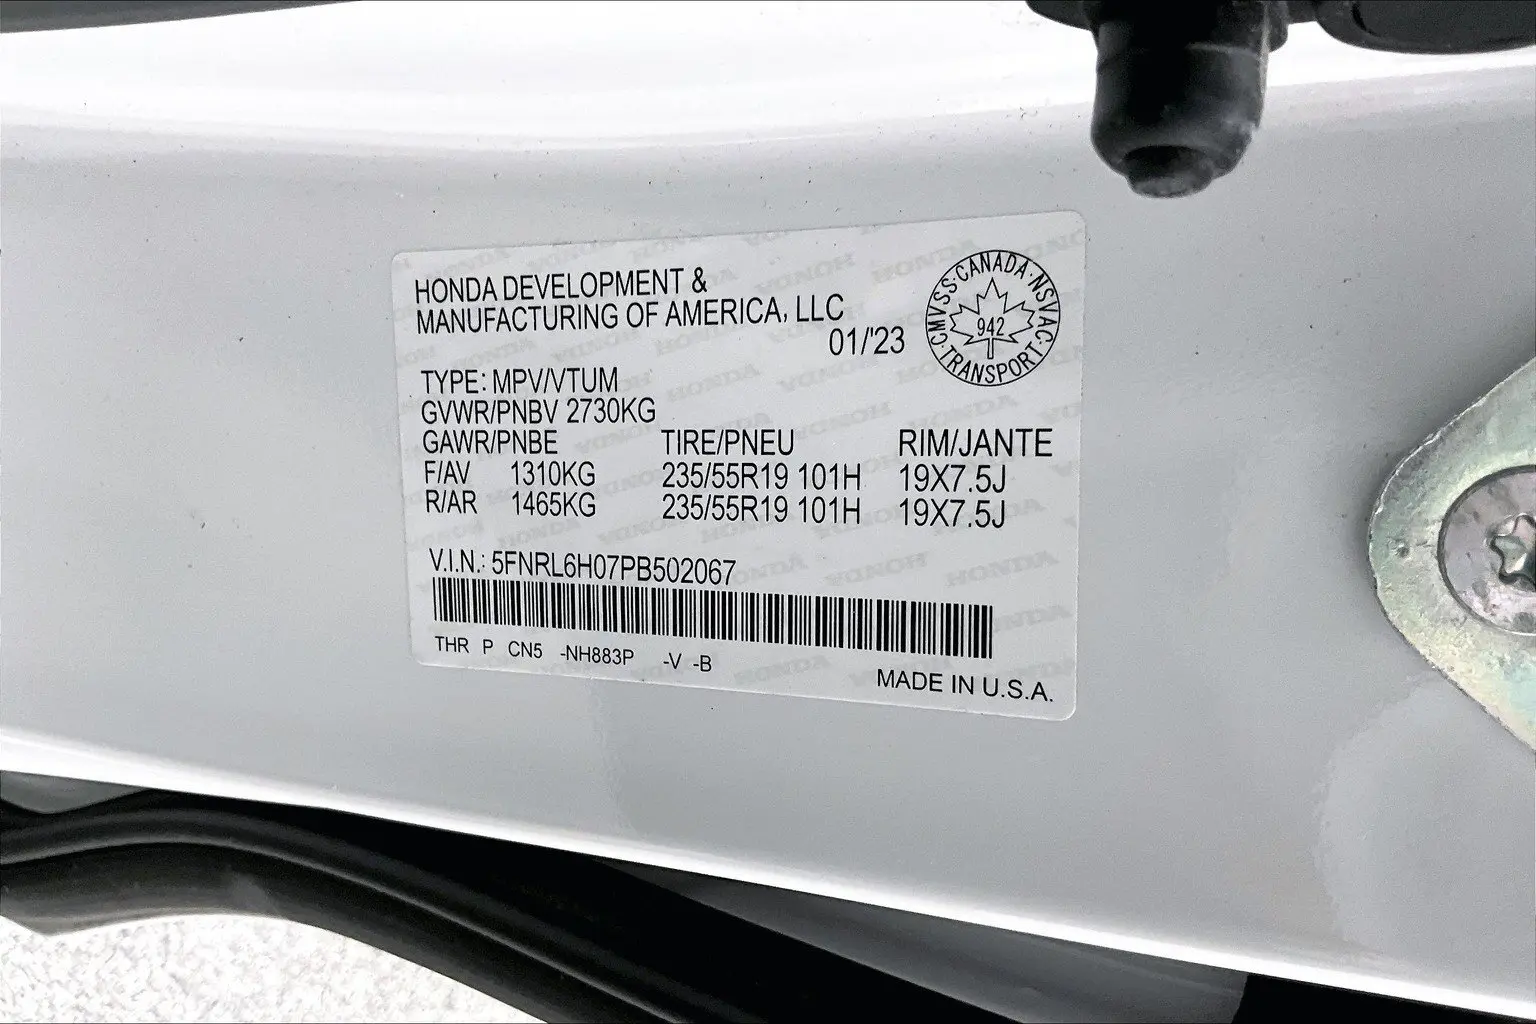 HONDA DEVELOPMENT &
MANUFACTURING OF AMERICA, LLC
01/'23
CMVSS·CANADA·NSVAC·TRANSPORT·
942
TYPE: MPV/VTUM
GVWR/PNBV 2730KG
GAWR/PNBE TIRE/PNEU RIM/JANTE
F/AV 1310KG 235/55R19 101H 19X7.5J
R/AR 1465KG 235/55R19 101H 19X7.5J
V.I.N.: 5FNRL6H07PB502067
THR P CN5 -NH883P -V -B
MADE IN U.S.A.